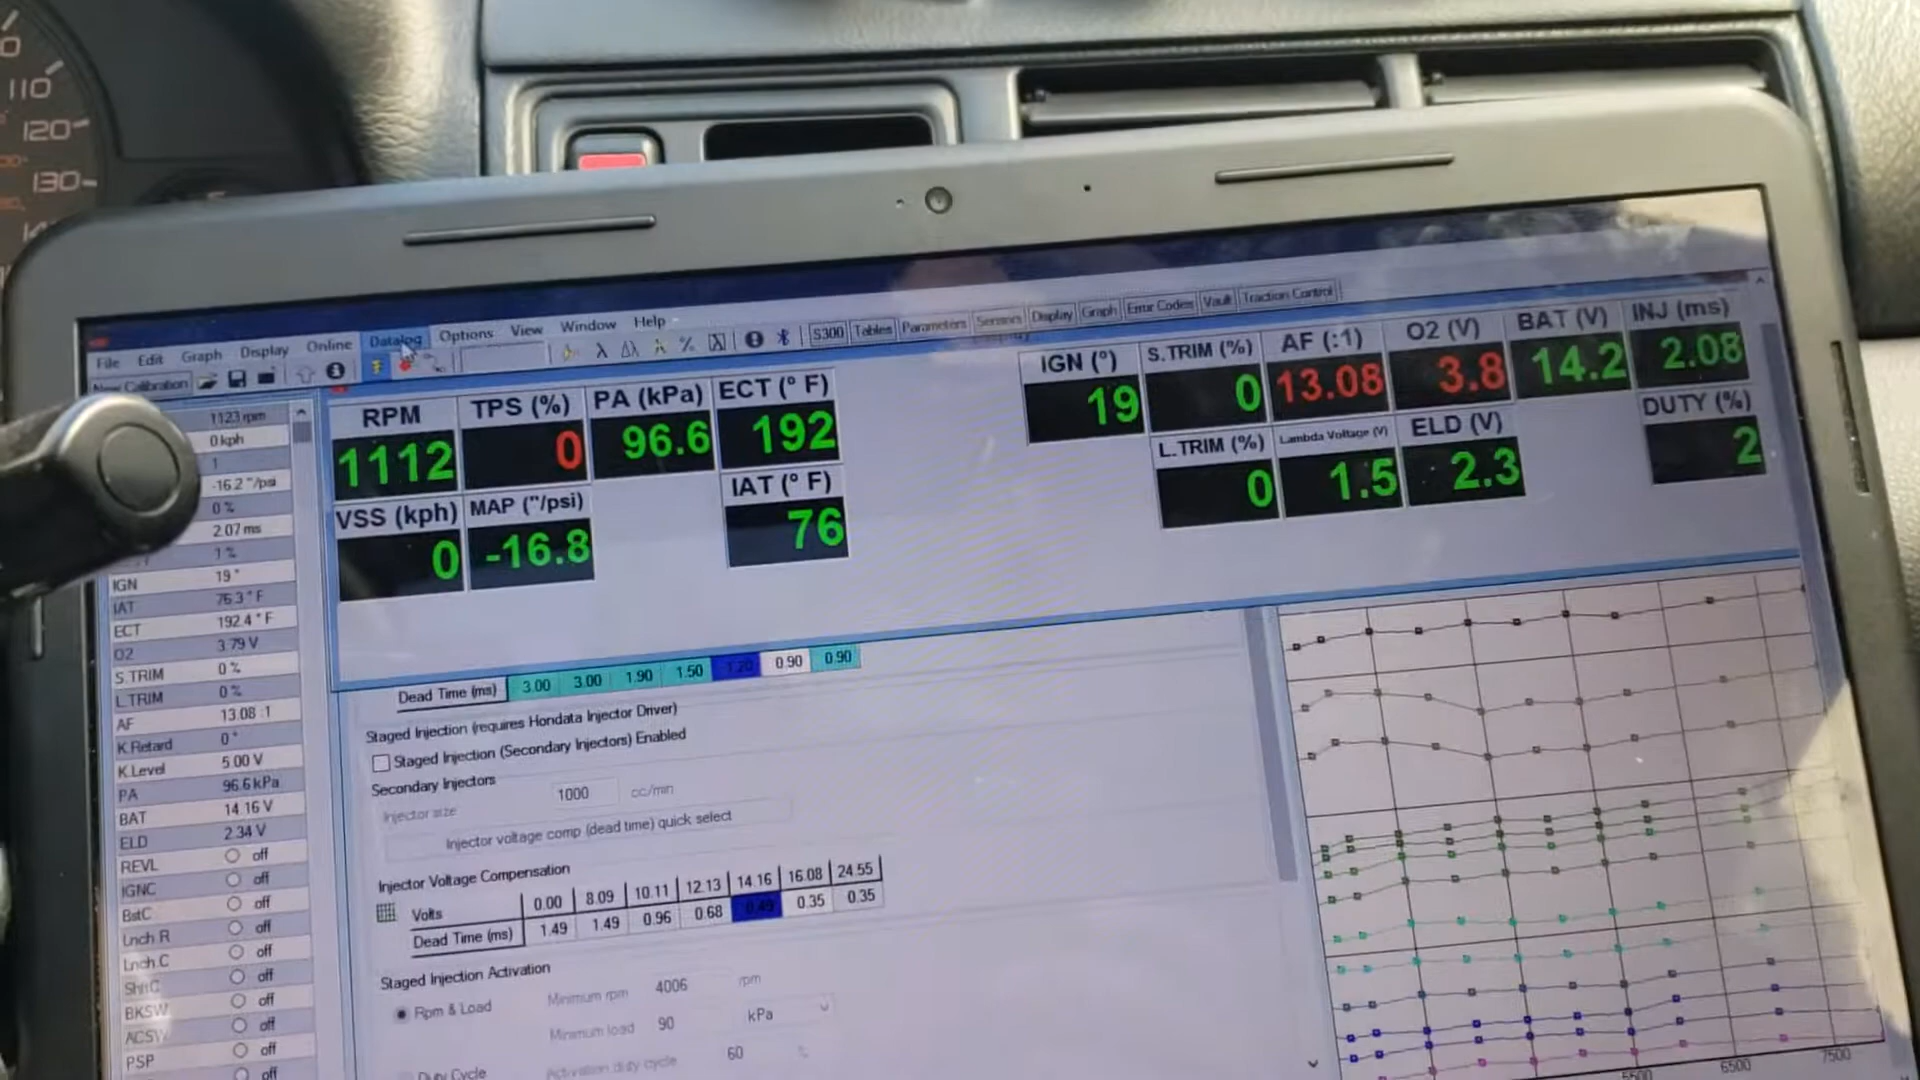 110
120
130
File Edit Graph Display Online Datalog Options View Window Help
New Calibration
S300 Tables Parameters Sensors Display Graph Error Codes Vault Traction Control
RPM TPS (%) PA (kPa) ECT (° F) IGN (°) S.TRIM (%) AF (:1) O2 (V) BAT (V) INJ (ms)
1112 0 96.6 192 19 0 13.08 3.8 14.2 2.08
VSS (kph) MAP ("/psi) IAT (° F) L.TRIM (%) Lambda Voltage (V) ELD (V) DUTY (%)
0 -16.8 76 0 1.5 2.3 2
1123 rpm
0 kph
1
-16.2 "/psi
0 %
2.07 ms
1 %
IGN 19 °
IAT 76.3 ° F
ECT 192.4 ° F
O2 3.79 V
S.TRIM 0 %
L.TRIM 0 %
AF 13.08 :1
K.Retard 0 °
K.Level 5.00 V
PA 96.6 kPa
BAT 14.16 V
ELD 2.34 V
REVL off
IGNC off
BstC off
Lnch R off
Lnch C off
ShftC off
BKSW off
ACSW off
PSP off
off
Dead Time (ms) 3.00 3.00 1.90 1.50 1.20 0.90 0.90
Staged Injection (requires Hondata Injector Driver)
Staged Injection (Secondary Injectors) Enabled
Secondary Injectors
Injector size 1000 cc/min
Injector voltage comp (dead time) quick select
Injector Voltage Compensation
Volts 0.00 8.09 10.11 12.13 14.16 16.08 24.55
Dead Time (ms) 1.49 1.49 0.96 0.68 0.49 0.35 0.35
Staged Injection Activation
Rpm & Load Minimum rpm 4006 rpm
Minimum load 90 kPa
Duty Cycle Activation duty cycle 60 %
5500 6500 7500